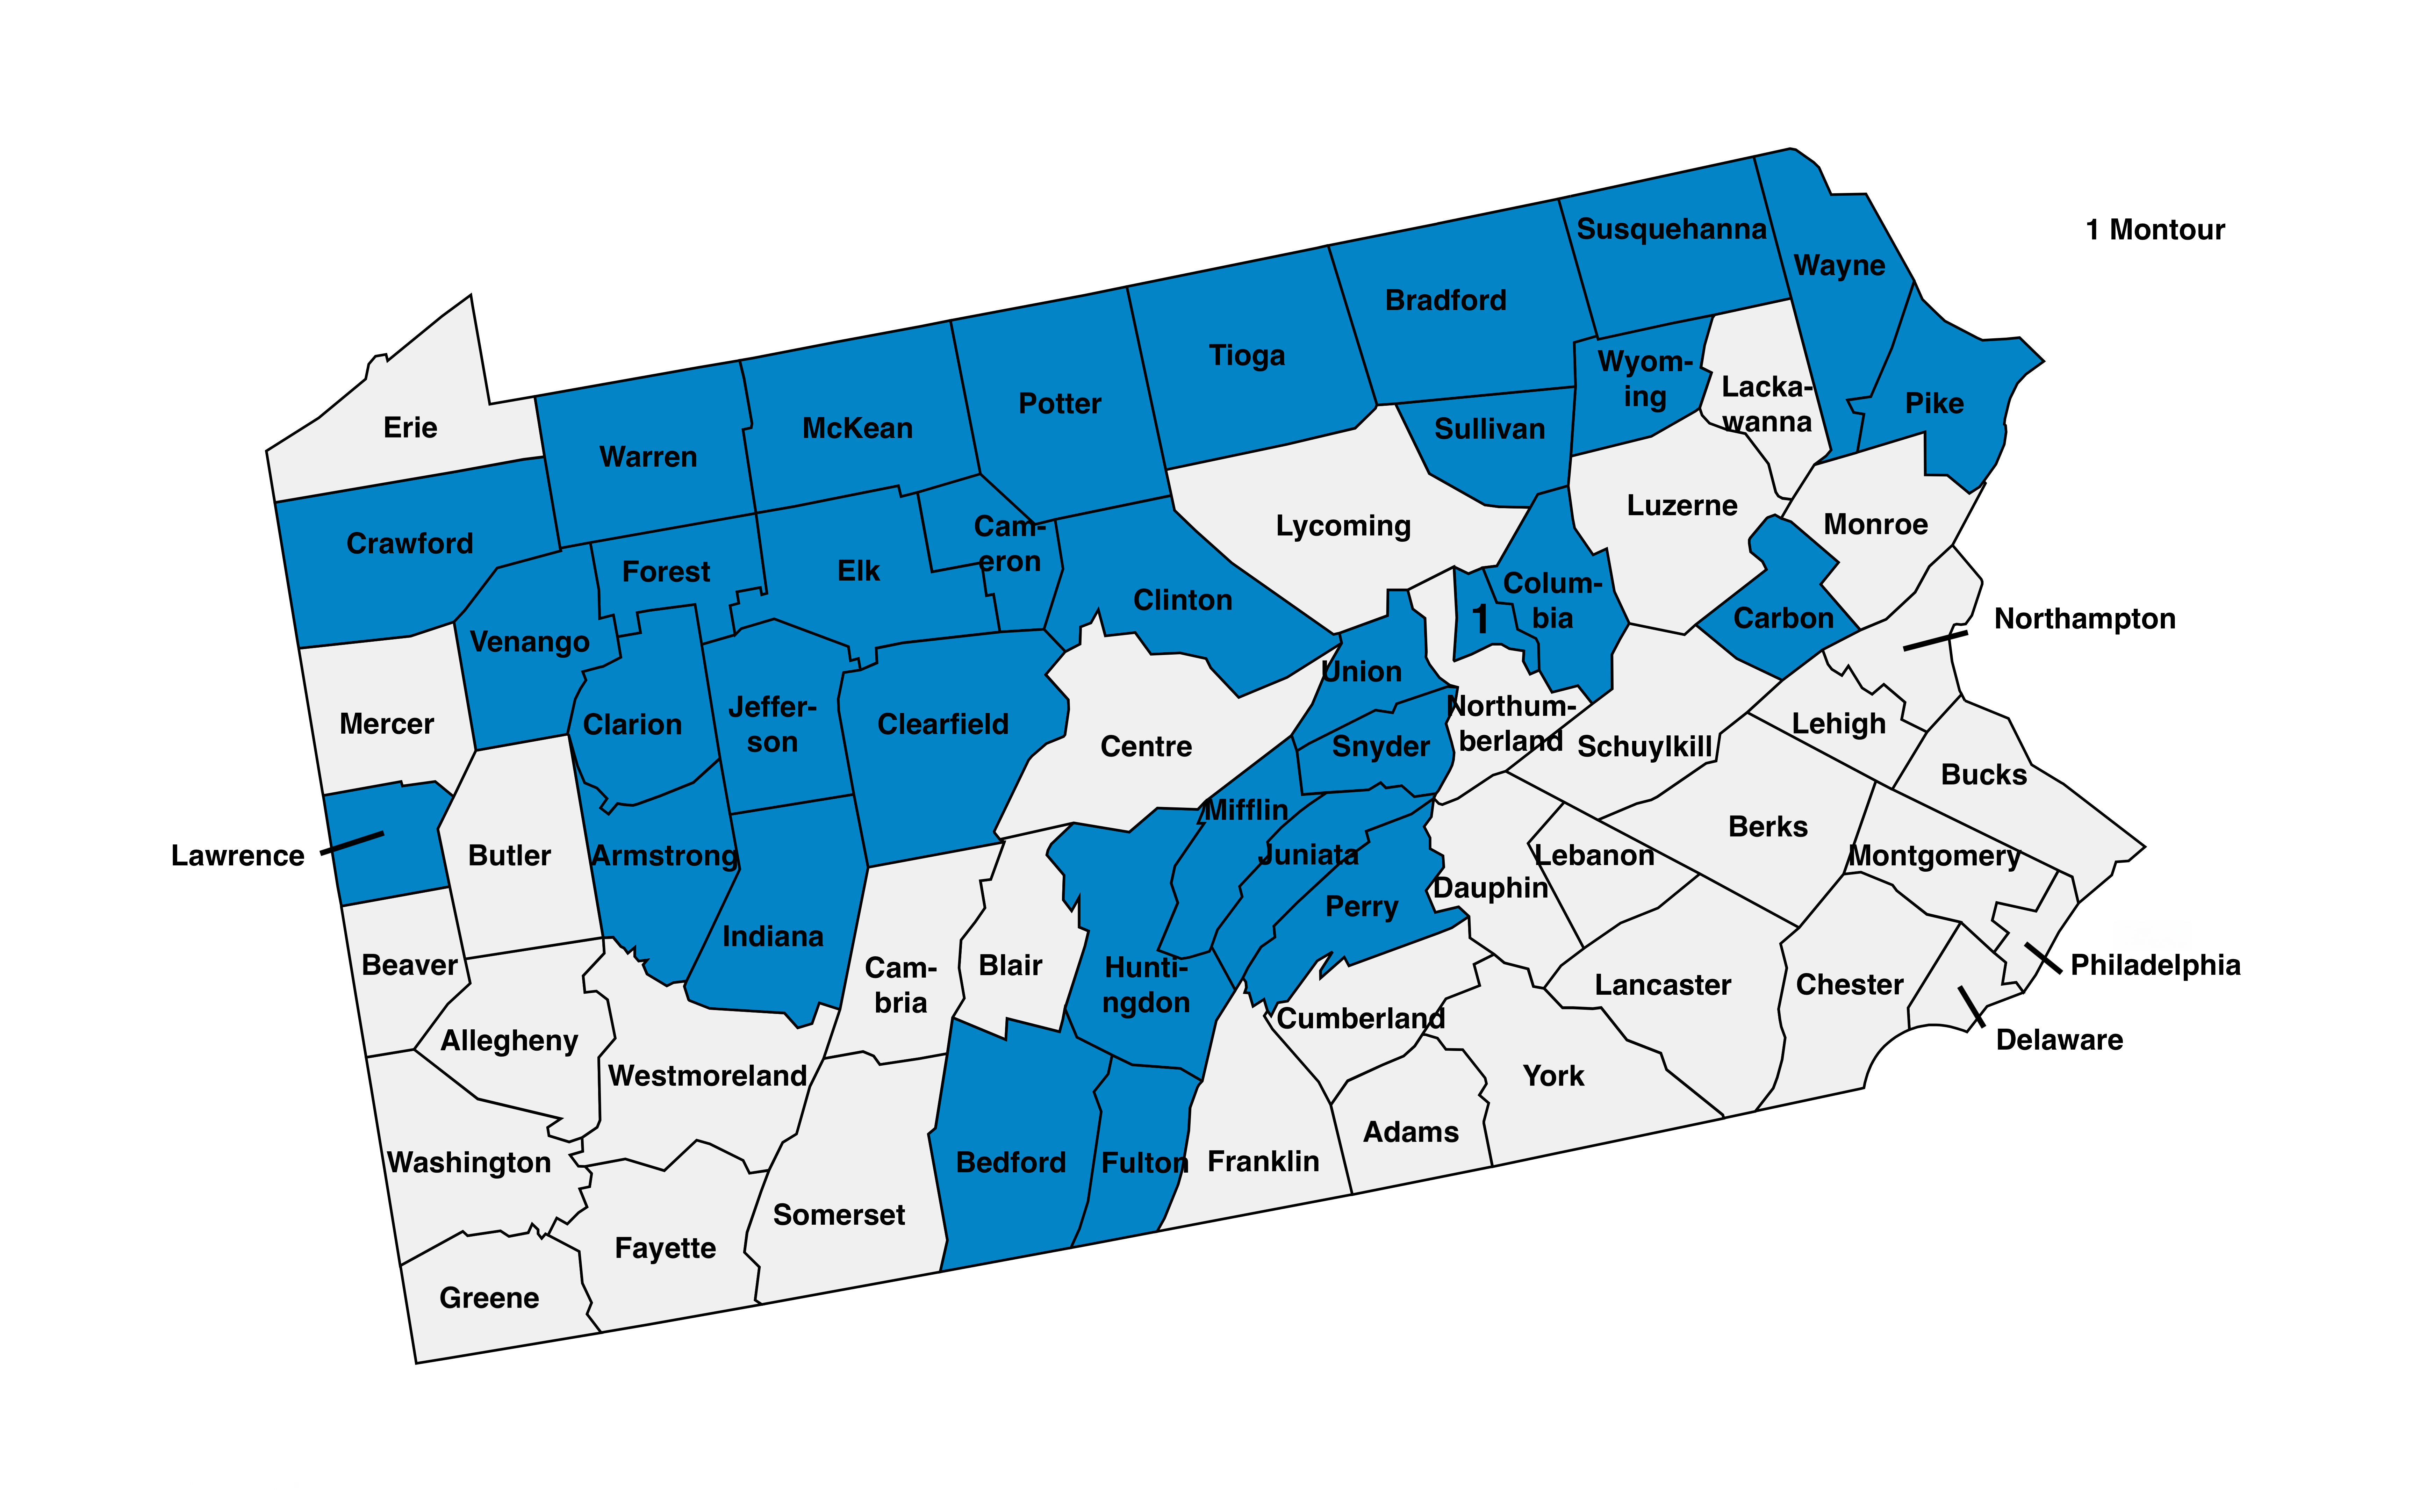 Susquehanna
1 Montour
Wayne
Bradford
Tioga
Wyom-
ing
Lacka-
wanna
Pike
Potter
Erie
McKean
Sullivan
Warren
Luzerne
Monroe
Lycoming
Cam-
eron
Crawford
Forest
Elk
Clinton
Colum-
bia
1
Carbon
Northampton
Venango
Union
Mercer
Clarion
Jeffer-
son
Clearfield
Centre
Snyder
Northum-
berland
Schuylkill
Lehigh
Bucks
Mifflin
Berks
Lawrence
Butler
Armstrong
Juniata
Lebanon
Montgomery
Dauphin
Perry
Indiana
Beaver
Cam-
bria
Blair
Hunti-
ngdon
Lancaster
Chester
Philadelphia
Cumberland
Allegheny
Delaware
Westmoreland
York
Adams
Washington
Bedford
Fulton
Franklin
Somerset
Fayette
Greene